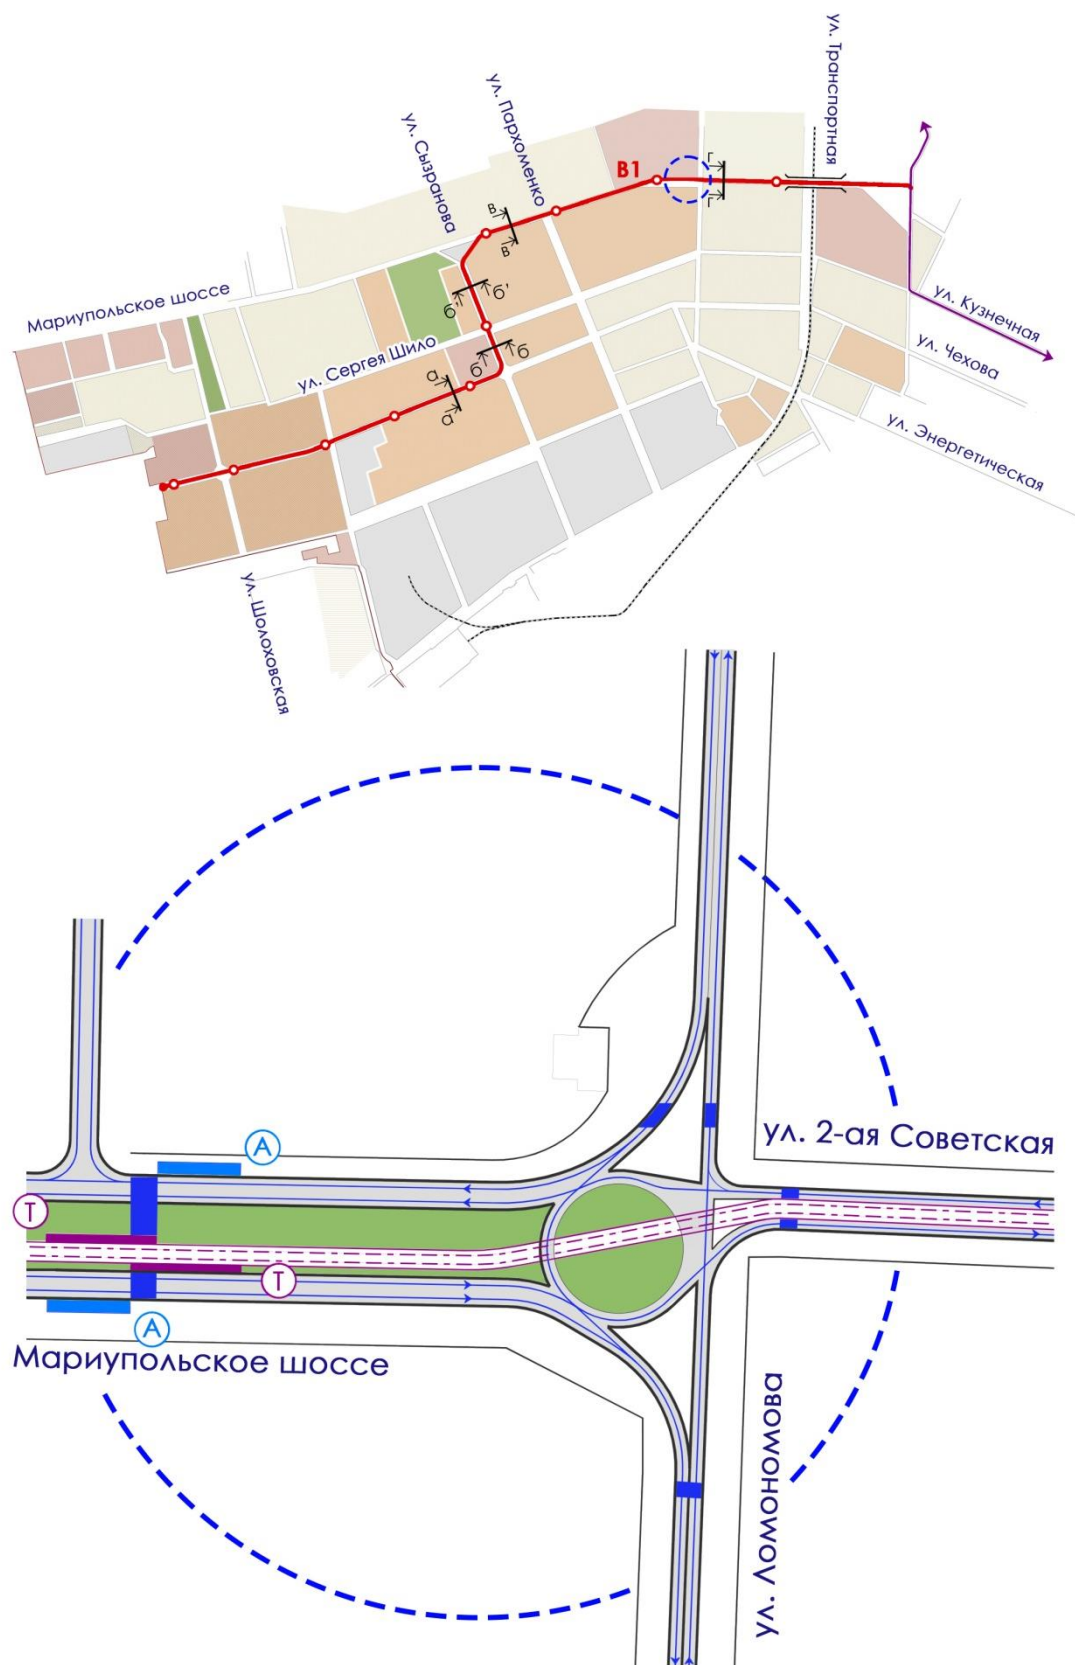 ул. Транспортная
ул. Пархоменко
ул. Сызранова
В1
Г
Г
в
в
Мариупольское шоссе
б'
б'
ул. Сергея Шило
б
б
а
а
ул. Кузнечная
ул. Чехова
ул. Энергетическая
ул. Шолоховская
ул. 2-ая Советская
А
Т
Т
А
Мариупольское шоссе
ул. Ломономова